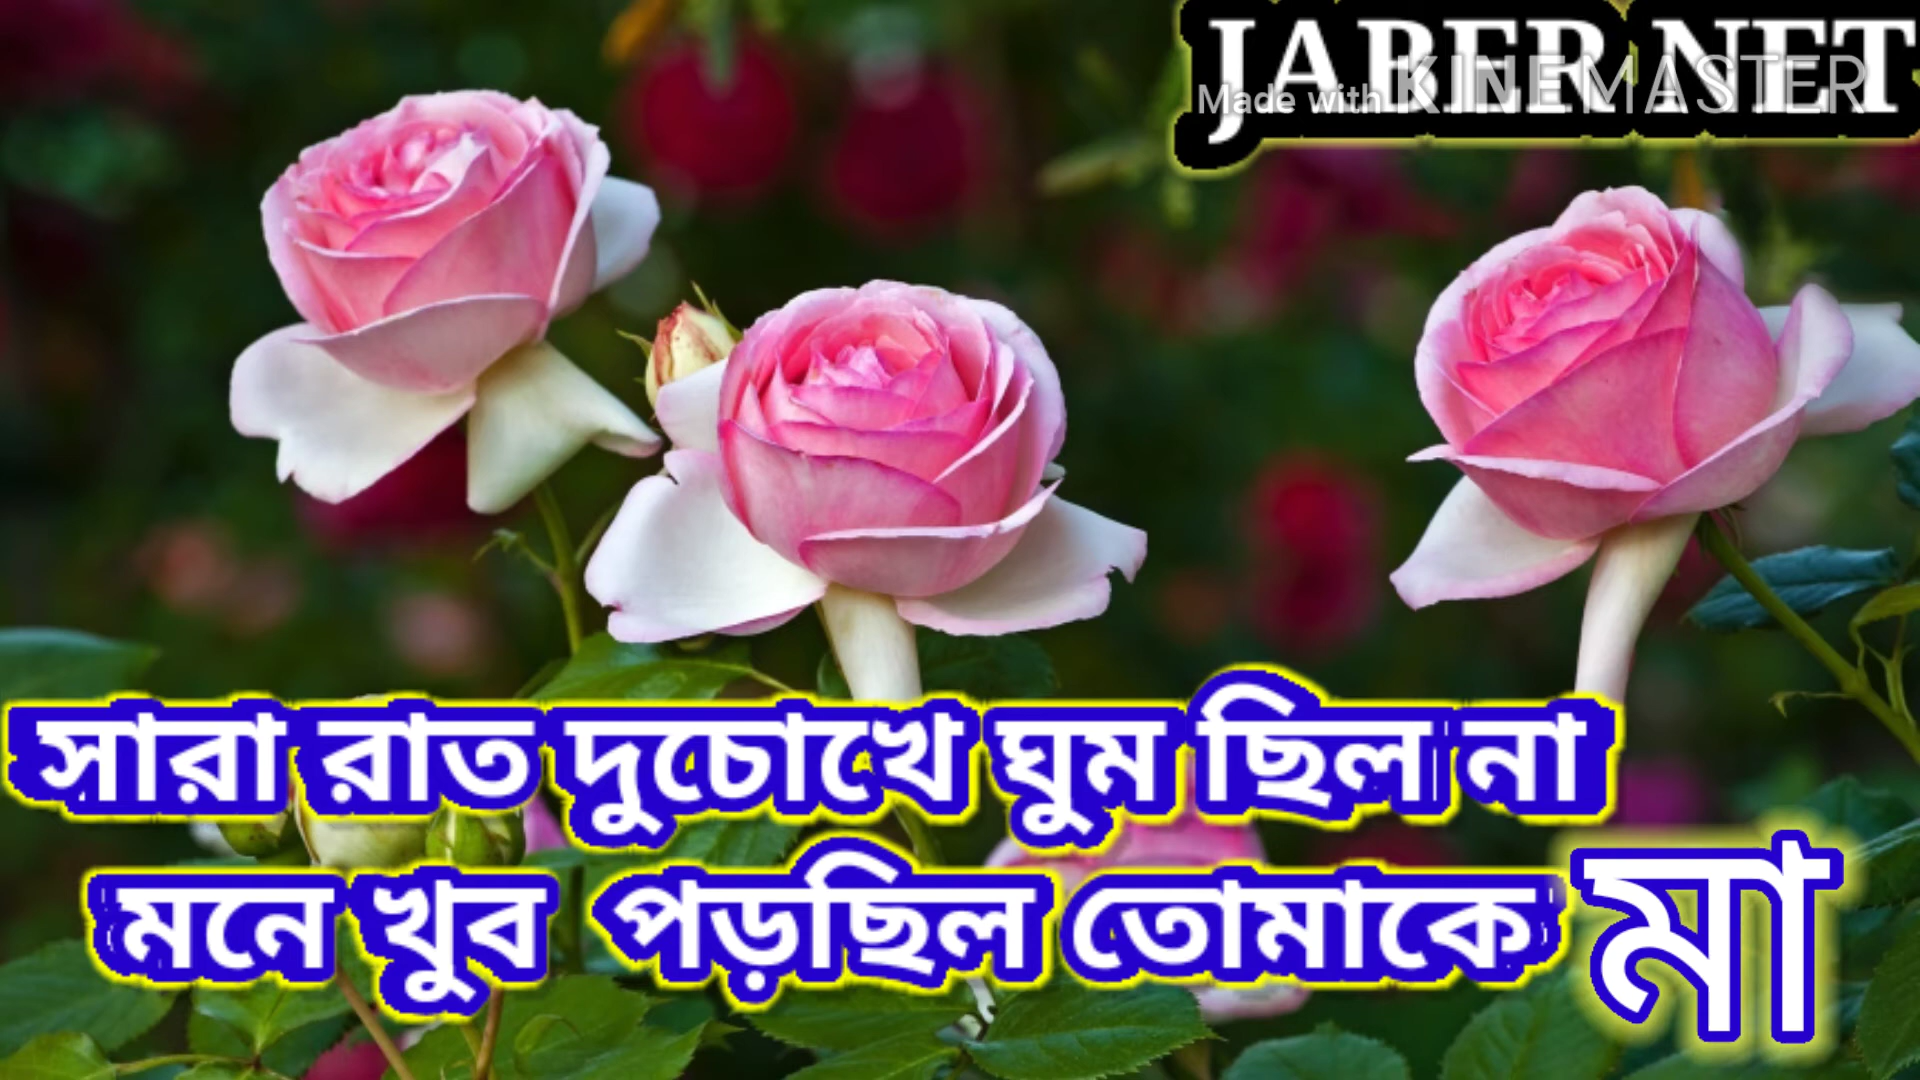 JABER NET
Made with KINEMASTER
সারা রাত দুচোখে ঘুম ছিল না
মনে খুব পড়ছিল তোমাকে মা